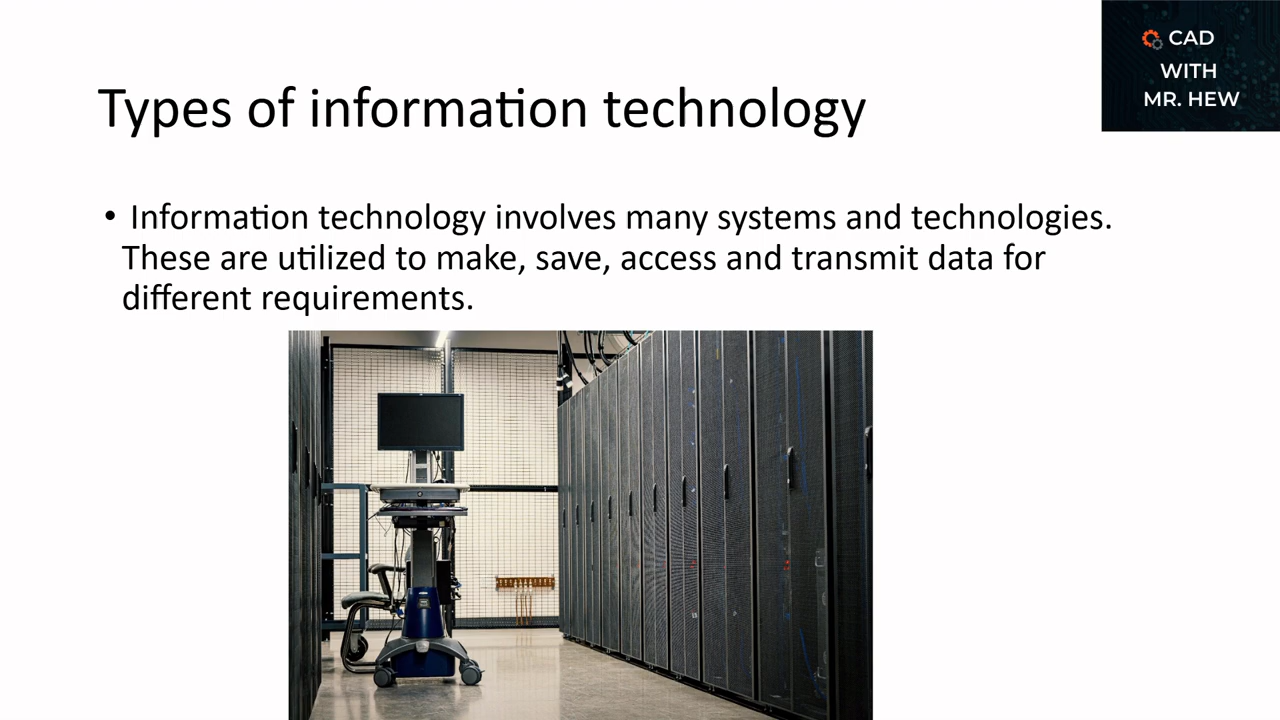 CAD
WITH
MR. HEW
Types of information technology
• Information technology involves many systems and technologies.
These are utilized to make, save, access and transmit data for
different requirements.